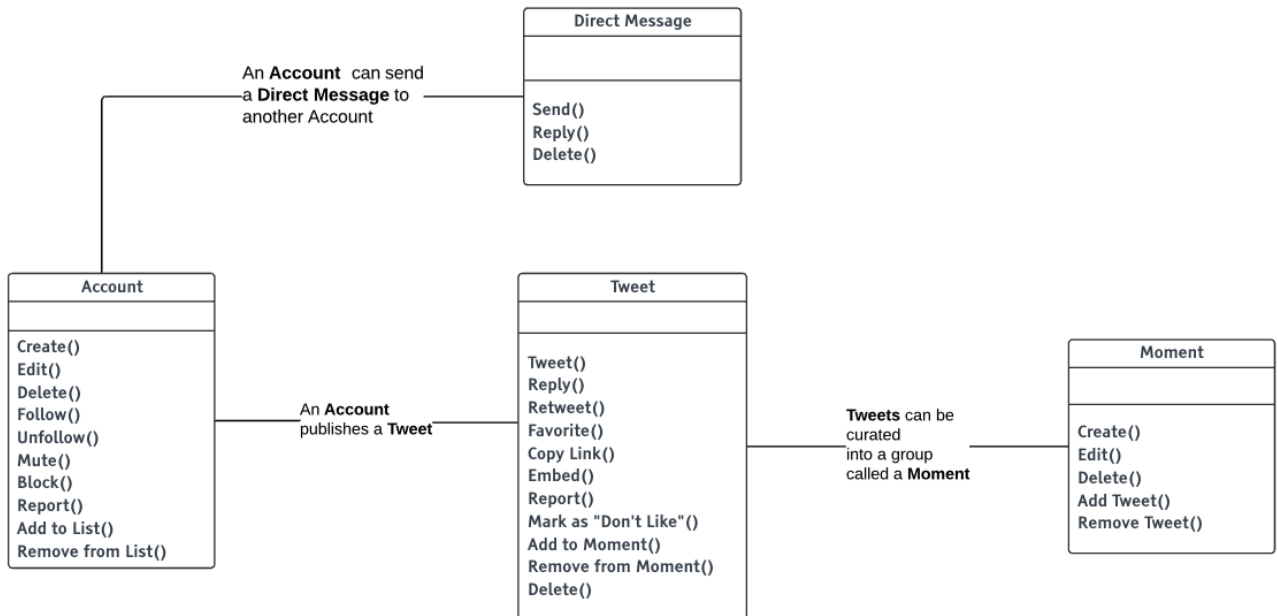 Direct Message
Send()
Reply()
Delete()
An Account can send
a Direct Message to
another Account
Account
Create()
Edit()
Delete()
Follow()
Unfollow()
Mute()
Block()
Report()
Add to List()
Remove from List()
An Account
publishes a Tweet
Tweet
Tweet()
Reply()
Retweet()
Favorite()
Copy Link()
Embed()
Report()
Mark as "Don't Like"()
Add to Moment()
Remove from Moment()
Delete()
Tweets can be
curated
into a group
called a Moment
Moment
Create()
Edit()
Delete()
Add Tweet()
Remove Tweet()